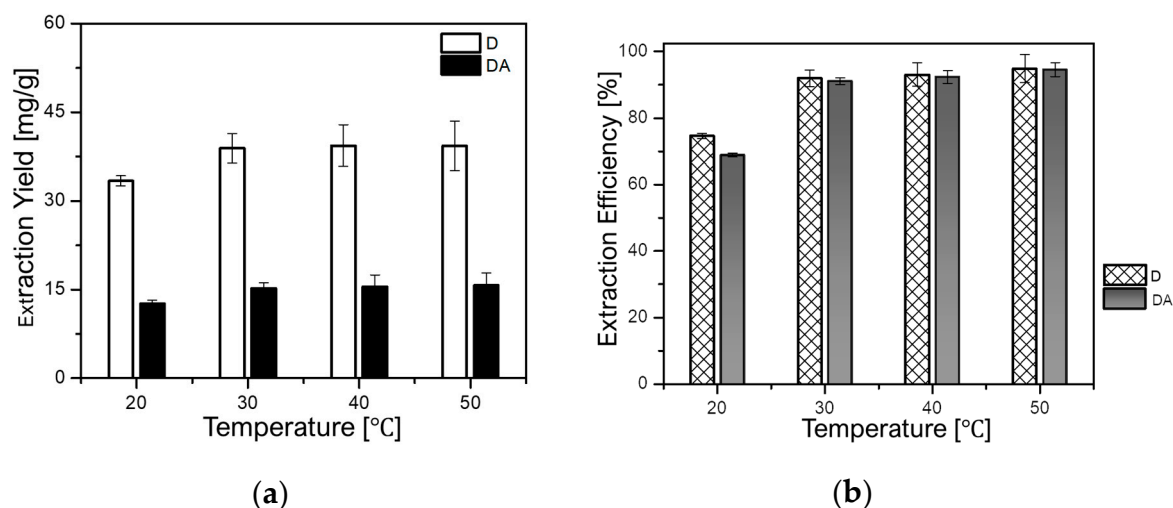 60
45
30
15
0
Extraction Yield [mg/g]
D
DA
20 30 40 50
Temperature [°C]
(a)
100
80
60
40
20
0
Extraction Efficiency [%]
D
DA
20 30 40 50
Temperature [°C]
(b)